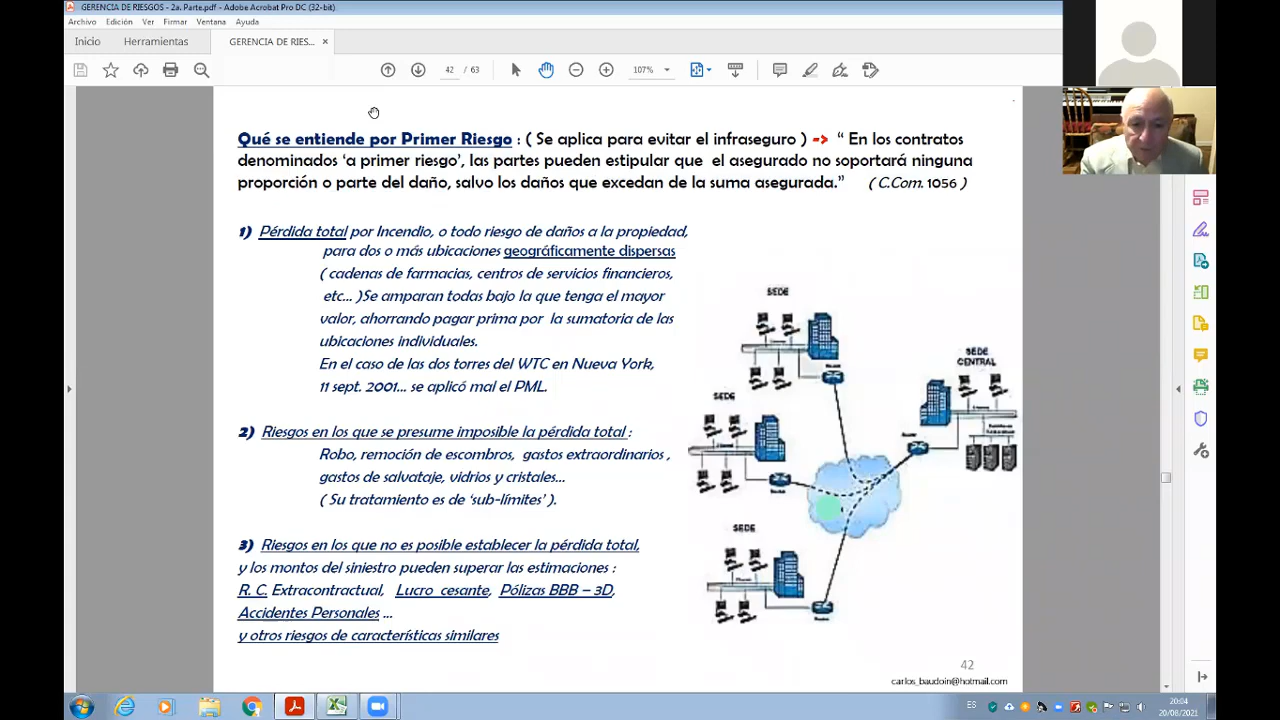 GERENCIA DE RIESGOS - 2a. Parte.pdf - Adobe Acrobat Pro DC (32-bit)
Archivo Edición Ver Firmar Ventana Ayuda
Inicio Herramientas GERENCIA DE RIES... ×
42 / 63 107%
Qué se entiende por Primer Riesgo : ( Se aplica para evitar el infraseguro ) => “ En los contratos
denominados ‘a primer riesgo’, las partes pueden estipular que el asegurado no soportará ninguna
proporción o parte del daño, salvo los daños que excedan de la suma asegurada.” ( C.Com. 1056 )
1) Pérdida total por Incendio, o todo riesgo de daños a la propiedad,
para dos o más ubicaciones geográficamente dispersas
( cadenas de farmacias, centros de servicios financieros,
etc... )Se amparan todas bajo la que tenga el mayor
valor, ahorrando pagar prima por la sumatoria de las
ubicaciones individuales.
En el caso de las dos torres del WTC en Nueva York,
11 sept. 2001... se aplicó mal el PML.
2) Riesgos en los que se presume imposible la pérdida total :
Robo, remoción de escombros, gastos extraordinarios ,
gastos de salvataje, vidrios y cristales...
( Su tratamiento es de ‘sub-límites’ ).
3) Riesgos en los que no es posible establecer la pérdida total,
y los montos del siniestro pueden superar las estimaciones :
R. C. Extracontractual, Lucro cesante, Pólizas BBB – 3D,
Accidentes Personales ...
y otros riesgos de características similares
SEDE
SEDE
CENTRAL
SEDE
SEDE
42
carlos_baudoin@hotmail.com
ES
20:04
20/08/2021